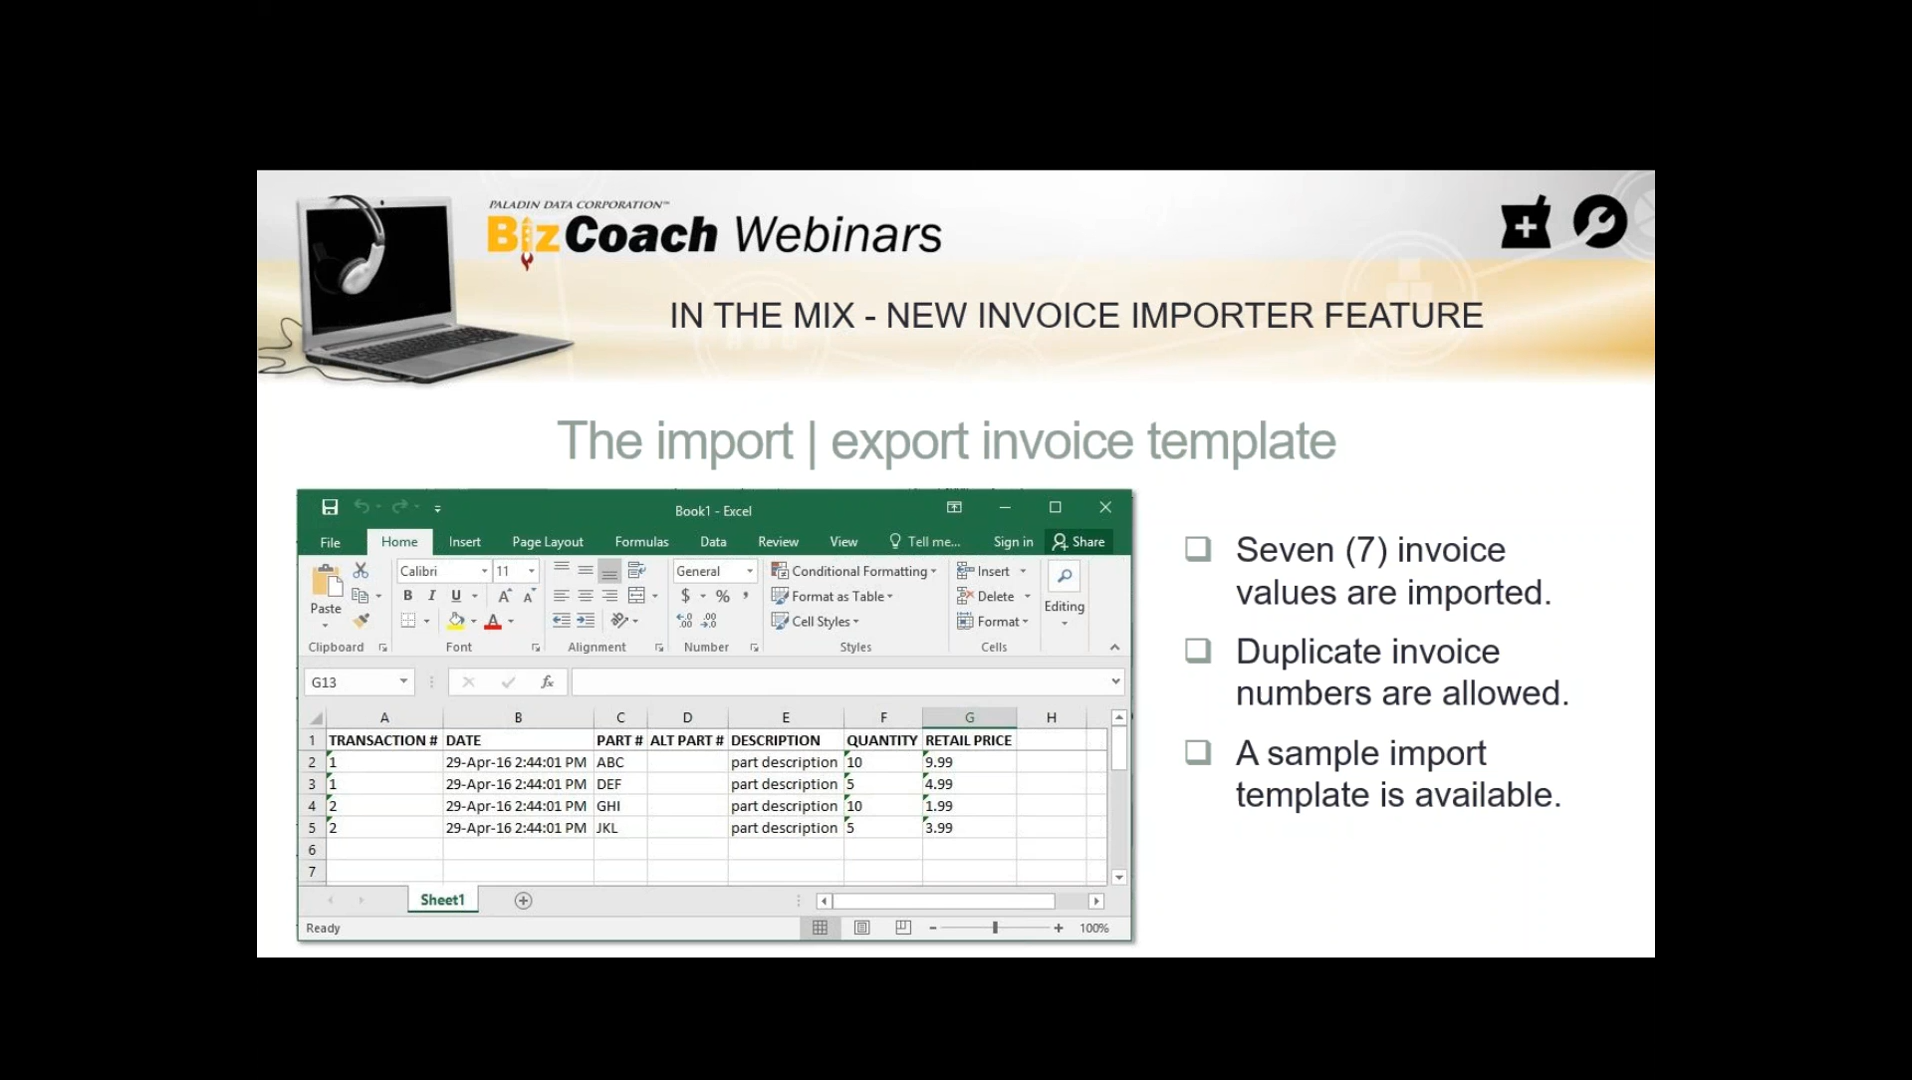 PALADIN DATA CORPORATION™
BizCoach Webinars
IN THE MIX - NEW INVOICE IMPORTER FEATURE
The import | export invoice template
Book1 - Excel
File Home Insert Page Layout Formulas Data Review View Tell me... Sign in Share
Calibri 11 General Conditional Formatting Insert
Paste B I U A A $ % , Format as Table Delete Editing
A Cell Styles Format
Clipboard Font Alignment Number Styles Cells
G13 fx
A B C D E F G H
1 TRANSACTION # DATE PART # ALT PART # DESCRIPTION QUANTITY RETAIL PRICE
2 1 29-Apr-16 2:44:01 PM ABC part description 10 9.99
3 1 29-Apr-16 2:44:01 PM DEF part description 5 4.99
4 2 29-Apr-16 2:44:01 PM GHI part description 10 1.99
5 2 29-Apr-16 2:44:01 PM JKL part description 5 3.99
6
7
Sheet1
Ready 100%
Seven (7) invoice
values are imported.
Duplicate invoice
numbers are allowed.
A sample import
template is available.